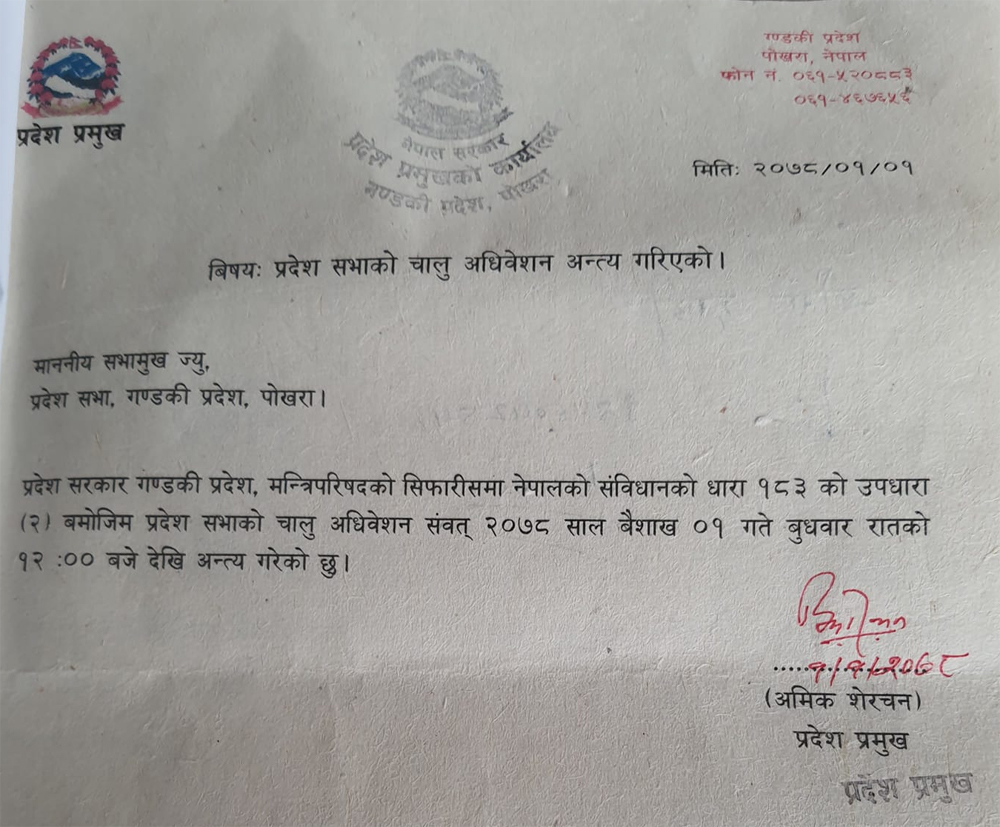 प्रदेश प्रमुख
नेपाल सरकार
प्रदेश प्रमुखको कार्यालय
गण्डकी प्रदेश, पोखरा
गण्डकी प्रदेश
पोखरा, नेपाल
फोन नं. ०६१-५२०८८३
०६१-४६७६५६
मितिः २०७८/०१/०१
बिषयः प्रदेश सभाको चालु अधिवेशन अन्त्य गरिएको।
माननीय सभामुख ज्यु,
प्रदेश सभा, गण्डकी प्रदेश, पोखरा।
प्रदेश सरकार गण्डकी प्रदेश, मन्त्रिपरिषदको सिफारीसमा नेपालको संविधानको धारा १८३ को उपधारा
(२) बमोजिम प्रदेश सभाको चालु अधिवेशन संवत् २०७८ साल बैशाख ०१ गते बुधवार रातको
१२ :०० बजे देखि अन्त्य गरेको छु।
१/१/२०७८
(अमिक शेरचन)
प्रदेश प्रमुख
प्रदेश प्रमुख